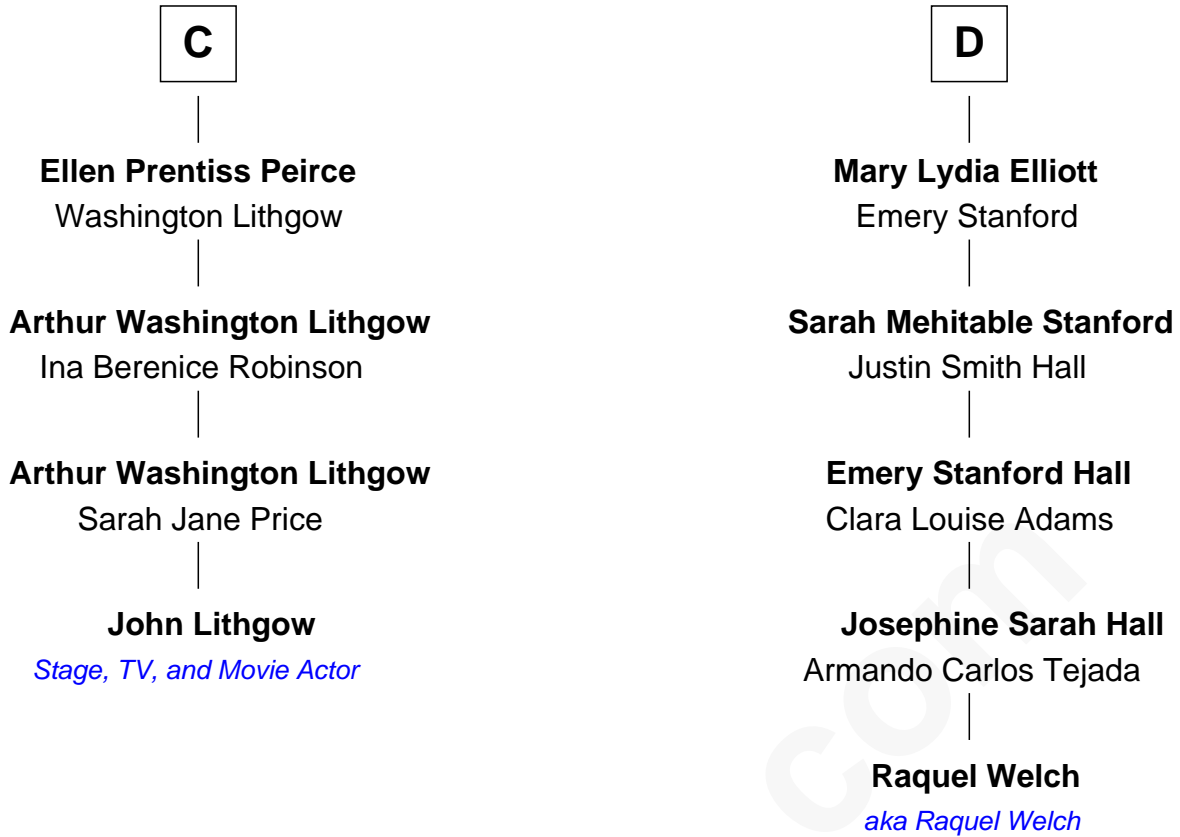 C
Ellen Prentiss Peirce
Washington Lithgow
Arthur Washington Lithgow
Ina Berenice Robinson
Arthur Washington Lithgow
Sarah Jane Price
John Lithgow
Stage, TV, and Movie Actor
D
Mary Lydia Elliott
Emery Stanford
Sarah Mehitable Stanford
Justin Smith Hall
Emery Stanford Hall
Clara Louise Adams
Josephine Sarah Hall
Armando Carlos Tejada
Raquel Welch
aka Raquel Welch
com